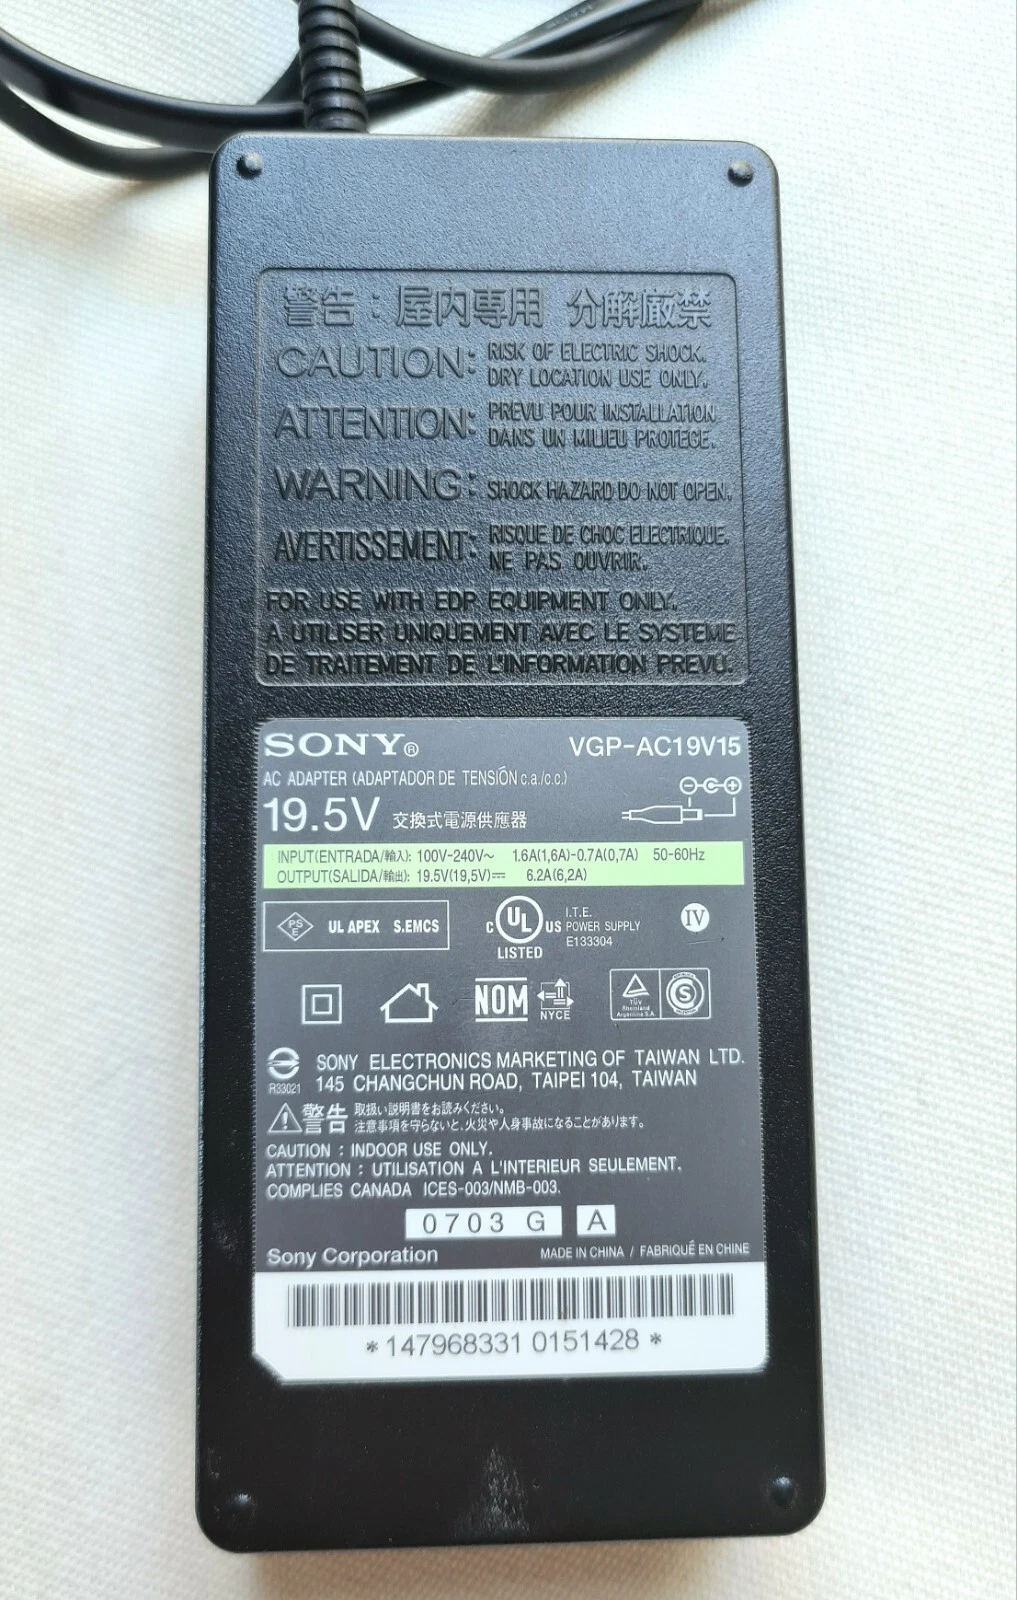 警告：屋内専用 分解厳禁
CAUTION: RISK OF ELECTRIC SHOCK.
DRY LOCATION USE ONLY.
ATTENTION: PREVU POUR INSTALLATION
DANS UN MILIEU PROTEGE.
WARNING: SHOCK HAZARD DO NOT OPEN.
AVERTISSEMENT: RISQUE DE CHOC ELECTRIQUE.
NE PAS OUVRIR.
FOR USE WITH EDP EQUIPMENT ONLY.
A UTILISER UNIQUEMENT AVEC LE SYSTEME
DE TRAITEMENT DE L'INFORMATION PREVU.
SONY® VGP-AC19V15
AC ADAPTER (ADAPTADOR DE TENSIÓN c.a./c.c.)
19.5V 交換式電源供應器
INPUT(ENTRADA/輸入): 100V-240V~ 1.6A(1,6A)-0.7A(0,7A) 50-60Hz
OUTPUT(SALIDA/輸出): 19.5V(19,5V)⎓ 6.2A(6,2A)
PS E UL APEX S.EMCS
C UL US LISTED
I.T.E.
POWER SUPPLY
E133304
IV
NOM NYCE
TÜV
Rheinland
Argentina S.A.
S
R33021
SONY ELECTRONICS MARKETING OF TAIWAN LTD.
145 CHANGCHUN ROAD, TAIPEI 104, TAIWAN
警告 取扱い説明書をお読みください。
注意事項を守らないと、火災や人身事故になることがあります。
CAUTION : INDOOR USE ONLY.
ATTENTION : UTILISATION A L'INTERIEUR SEULEMENT.
COMPLIES CANADA ICES-003/NMB-003.
0703 G A
Sony Corporation MADE IN CHINA / FABRIQUÉ EN CHINE
*147968331 0151428*